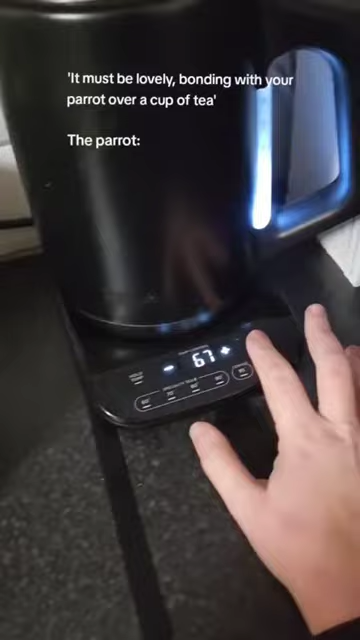 'It must be lovely, bonding with your
parrot over a cup of tea'
The parrot:
67